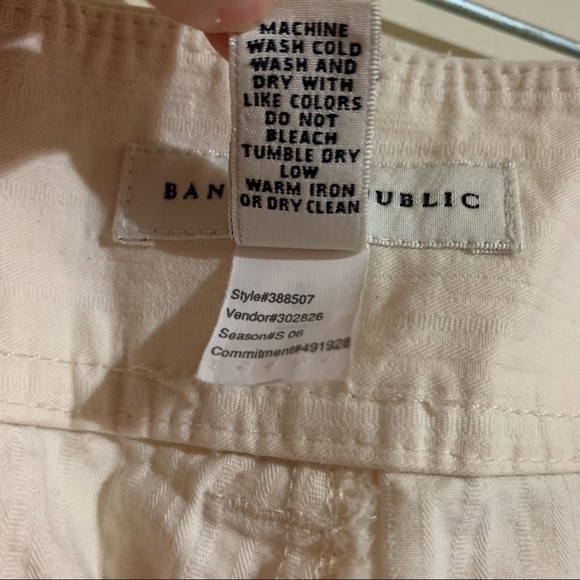 MACHINE
WASH COLD
WASH AND
DRY WITH
LIKE COLORS
DO NOT
BLEACH
TUMBLE DRY
LOW
WARM IRON
OR DRY CLEAN
BAN UBLIC
Style#388507
Vendor#302826
Season#S 06
Commitment#491928